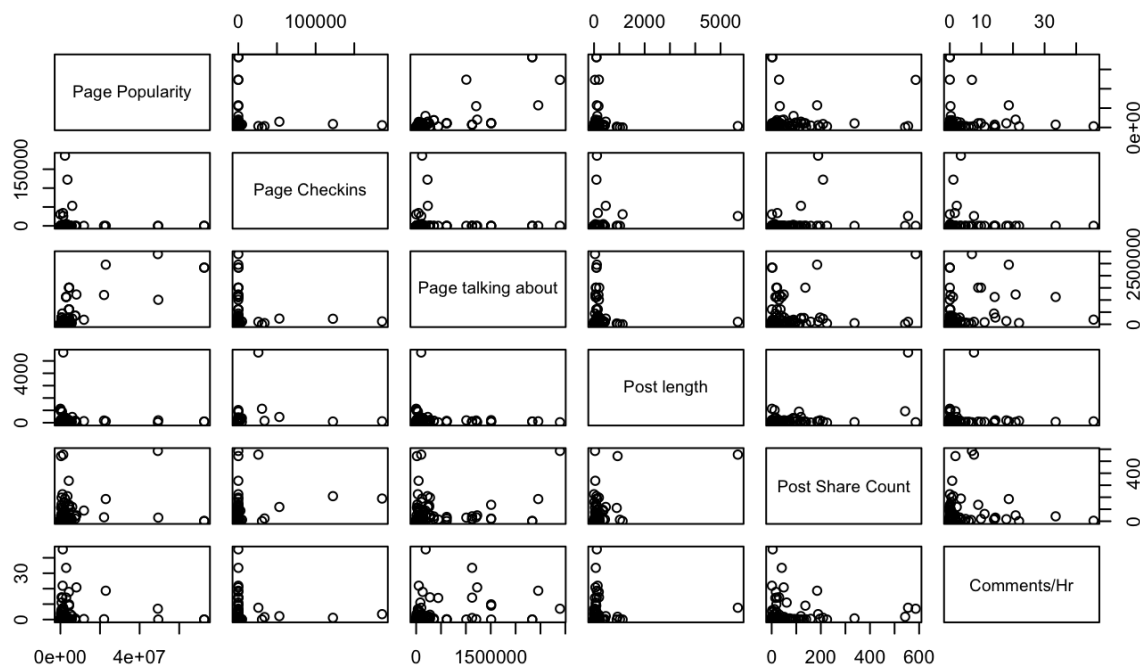 0 100000
0 2000 5000
0 10 30
Page Popularity
0e+00
150000
0
Page Checkins
Page talking about
2500000
0
4000
0
Post length
Post Share Count
400
0
30
0
Comments/Hr
0e+00 4e+07
0 1500000
0 200 400 600